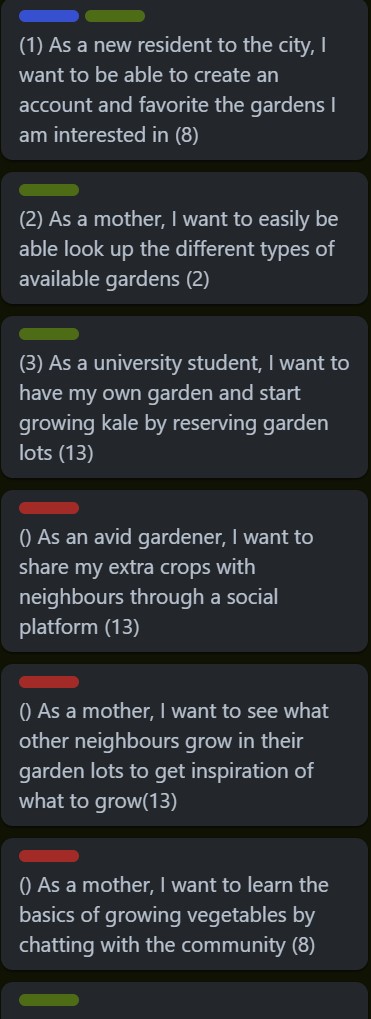 (1) As a new resident to the city, I
want to be able to create an
account and favorite the gardens I
am interested in (8)
(2) As a mother, I want to easily be
able look up the different types of
available gardens (2)
(3) As a university student, I want to
have my own garden and start
growing kale by reserving garden
lots (13)
() As an avid gardener, I want to
share my extra crops with
neighbours through a social
platform (13)
() As a mother, I want to see what
other neighbours grow in their
garden lots to get inspiration of
what to grow(13)
() As a mother, I want to learn the
basics of growing vegetables by
chatting with the community (8)